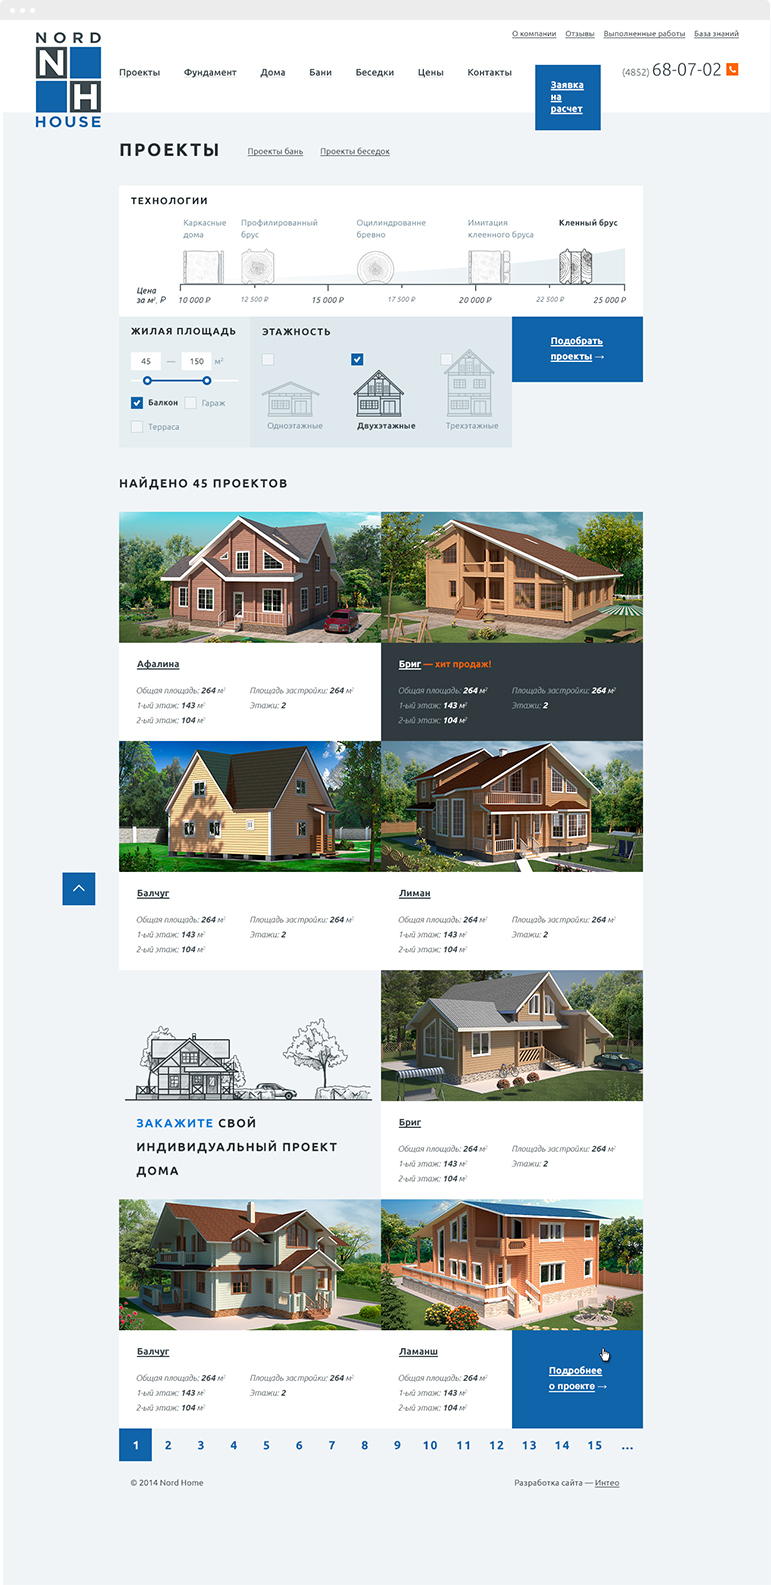 NORD
N
H
HOUSE
О компании Отзывы Выполненные работы База знаний
Проекты Фундамент Дома Бани Беседки Цены Контакты
Заявка
на
расчет
(4852) 68-07-02
ПРОЕКТЫ Проекты бань Проекты беседок
ТЕХНОЛОГИИ
Каркасные
дома
Профилированный
брус
Оцилиндрованне
бревно
Имитация
клеенного бруса
Кленный брус
Цена
за м², ₽
10 000 ₽ 12 500 ₽ 15 000 ₽ 17 500 ₽ 20 000 ₽ 22 500 ₽ 25 000 ₽
ЖИЛАЯ ПЛОЩАДЬ
45 — 150 м²
Балкон Гараж
Терраса
ЭТАЖНОСТЬ
Одноэтажные Двухэтажные Трехэтажные
Подобрать
проекты →
НАЙДЕНО 45 ПРОЕКТОВ
Афалина
Общая площадь: 264 м² Площадь застройки: 264 м²
1-ый этаж: 143 м² Этажи: 2
2-ый этаж: 104 м²
Бриг — хит продаж!
Общая площадь: 264 м² Площадь застройки: 264 м²
1-ый этаж: 143 м² Этажи: 2
2-ой этаж: 104 м²
Балчуг
Общая площадь: 264 м² Площадь застройки: 264 м²
1-ый этаж: 143 м² Этажи: 2
2-ой этаж: 104 м²
Лиман
Общая площадь: 264 м² Площадь застройки: 264 м²
1-ый этаж: 143 м² Этажи: 2
2-ой этаж: 104 м²
ЗАКАЖИТЕ СВОЙ
ИНДИВИДУАЛЬНЫЙ ПРОЕКТ
ДОМА
Бриг
Общая площадь: 264 м² Площадь застройки: 264 м²
1-ый этаж: 143 м² Этажи: 2
2-ой этаж: 104 м²
Балчуг
Общая площадь: 264 м² Площадь застройки: 264 м²
1-ый этаж: 143 м² Этажи: 2
2-ой этаж: 104 м²
Ламанш
Общая площадь: 264 м²
1-ый этаж: 143 м²
2-ой этаж: 104 м²
Подробнее
о проекте →
1 2 3 4 5 6 7 8 9 10 11 12 13 14 15 ...
© 2014 Nord Home Разработка сайта — Интео